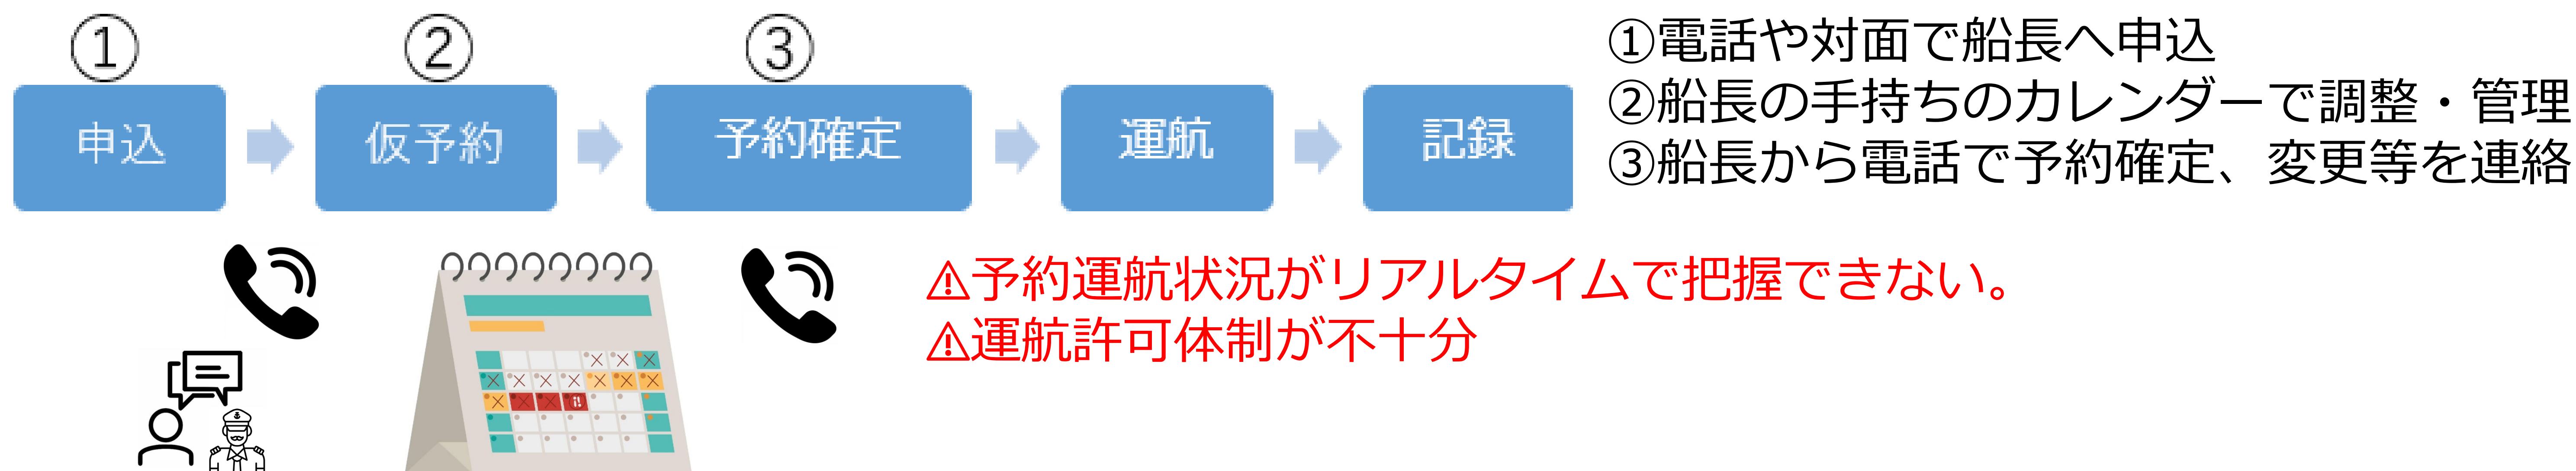 ① ② ③
申込 仮予約 予約確定 運航 記録
①電話や対面で船長へ申込
②船長の手持ちのカレンダーで調整・管理
③船長から電話で予約確定、変更等を連絡
⚠予約運航状況がリアルタイムで把握できない。
⚠運航許可体制が不十分